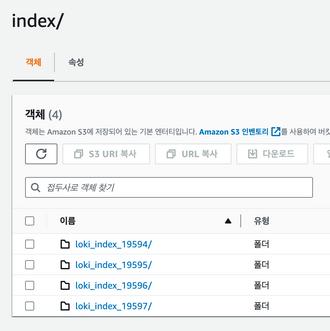 index/
객체
속성
객체 (4)
객체는 Amazon S3에 저장되어 있는 기본 엔터티입니다. Amazon S3 인벤토리 를 사용하여 버킷
S3 URI 복사
URL 복사
다운로드
접두사로 객체 찾기
이름
유형
loki_index_19594/
폴더
loki_index_19595/
폴더
loki_index_19596/
폴더
loki_index_19597/
폴더